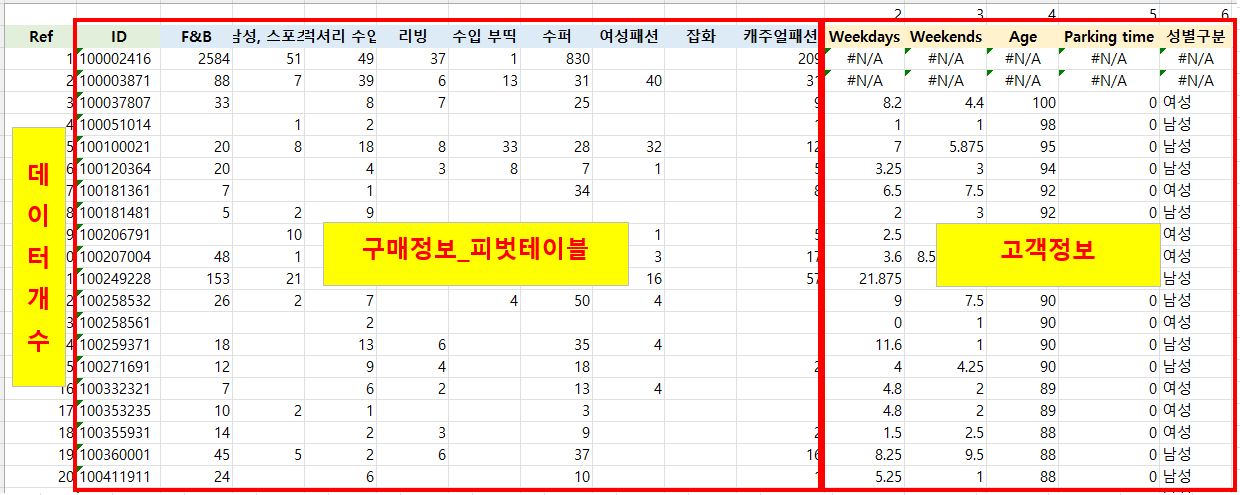 2 3 4 5 6
Ref ID F&B 남성, 스포츠 럭셔리 수입 리빙 수입 부띡 수퍼 여성패션 잡화 캐주얼패션 Weekdays Weekends Age Parking time 성별구분
1 100002416 2584 51 49 37 1 830 209 #N/A #N/A #N/A #N/A #N/A
2 100003871 88 7 39 6 13 31 40 31 #N/A #N/A #N/A #N/A #N/A
3 100037807 33 8 7 25 9 8.2 4.4 100 0 여성
4 100051014 1 2 1 1 1 98 0 남성
5 100100021 20 8 18 8 33 28 32 12 7 5.875 95 0 남성
6 100120364 20 4 3 8 7 1 5 3.25 3 94 0 남성
7 100181361 7 1 34 8 6.5 7.5 92 0 여성
8 100181481 5 2 9 2 3 92 0 남성
9 100206791 10 1 5 2.5 여성
0 100207004 48 1 3 17 3.6 8.5 여성
1 100249228 153 21 16 57 21.875 남성
2 100258532 26 2 7 4 50 4 9 7.5 90 0 남성
3 100258561 2 0 1 90 0 여성
4 100259371 18 13 6 35 4 11.6 1 90 0 남성
5 100271691 12 9 4 18 2 4 4.25 90 0 남성
16 100332321 7 6 2 13 4 4.8 2 89 0 여성
17 100353235 10 2 1 3 4.8 2 89 0 여성
18 100355931 14 2 3 9 2 1.5 2.5 88 0 여성
19 100360001 45 5 2 6 37 16 8.25 9.5 88 0 남성
20 100411911 24 6 10 1 5.25 1 88 0 남성
데
이
터
개
수
구매정보_피벗테이블
고객정보